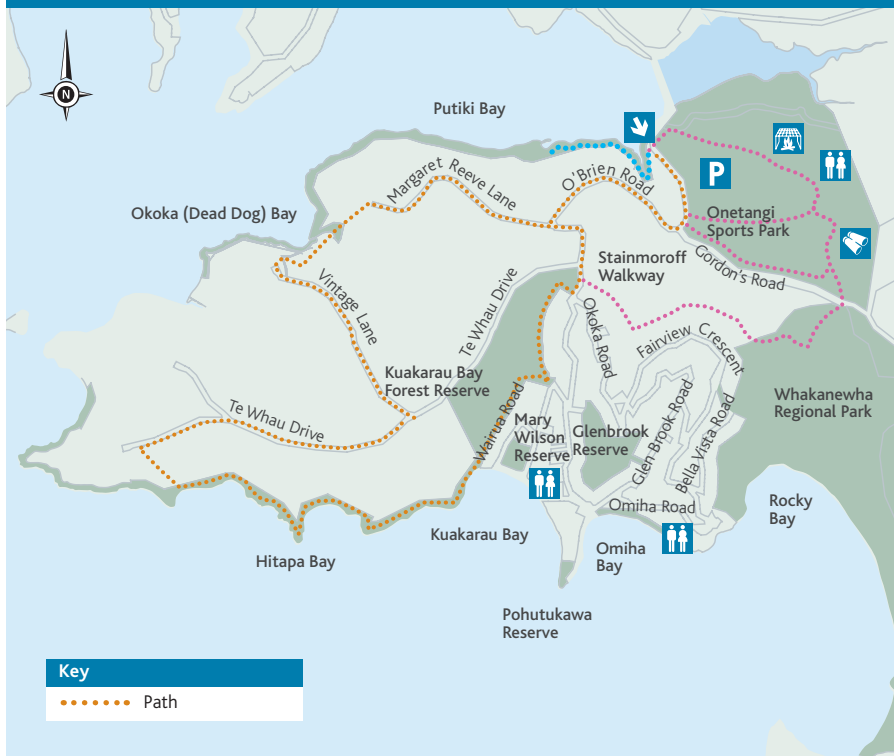 N
Putiki Bay
P
Margaret Reeve Lane
O'Brien Road
Okoka (Dead Dog) Bay
Onetangi
Sports Park
Stainmoroff
Walkway
Gordon's Road
Vintage Lane
Te Whau Drive
Okoka Road
Fairview Crescent
Kuakarau Bay
Forest Reserve
Whakanewha
Regional Park
Te Whau Drive
Wairua Road
Mary
Wilson
Reserve
Glenbrook
Reserve
Glen Brook Road
Bella Vista Road
Omiha Road
Rocky
Bay
Kuakarau Bay
Omiha
Bay
Hitapa Bay
Pohutukawa
Reserve
Key
Path